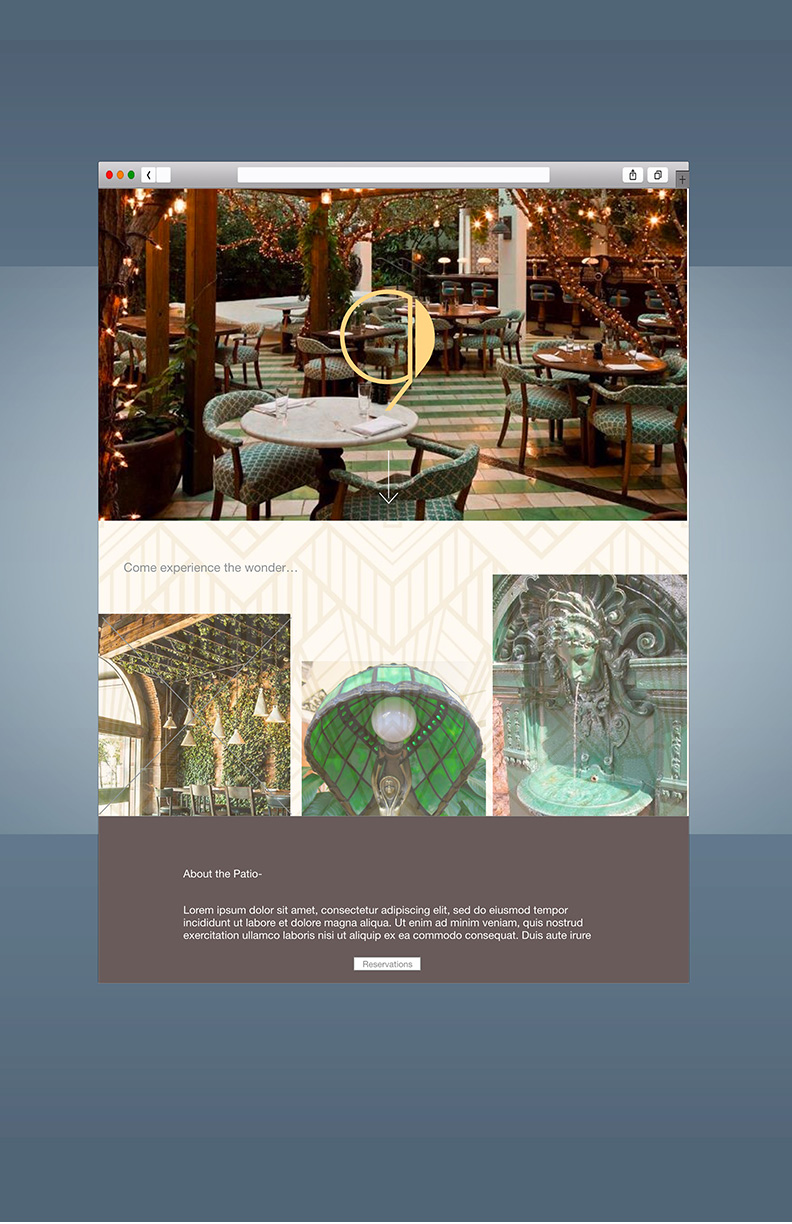 Come experience the wonder...
About the Patio-
Lorem ipsum dolor sit amet, consectetur adipiscing elit, sed do eiusmod tempor
incididunt ut labore et dolore magna aliqua. Ut enim ad minim veniam, quis nostrud
exercitation ullamco laboris nisi ut aliquip ex ea commodo consequat. Duis aute irure
Reservations